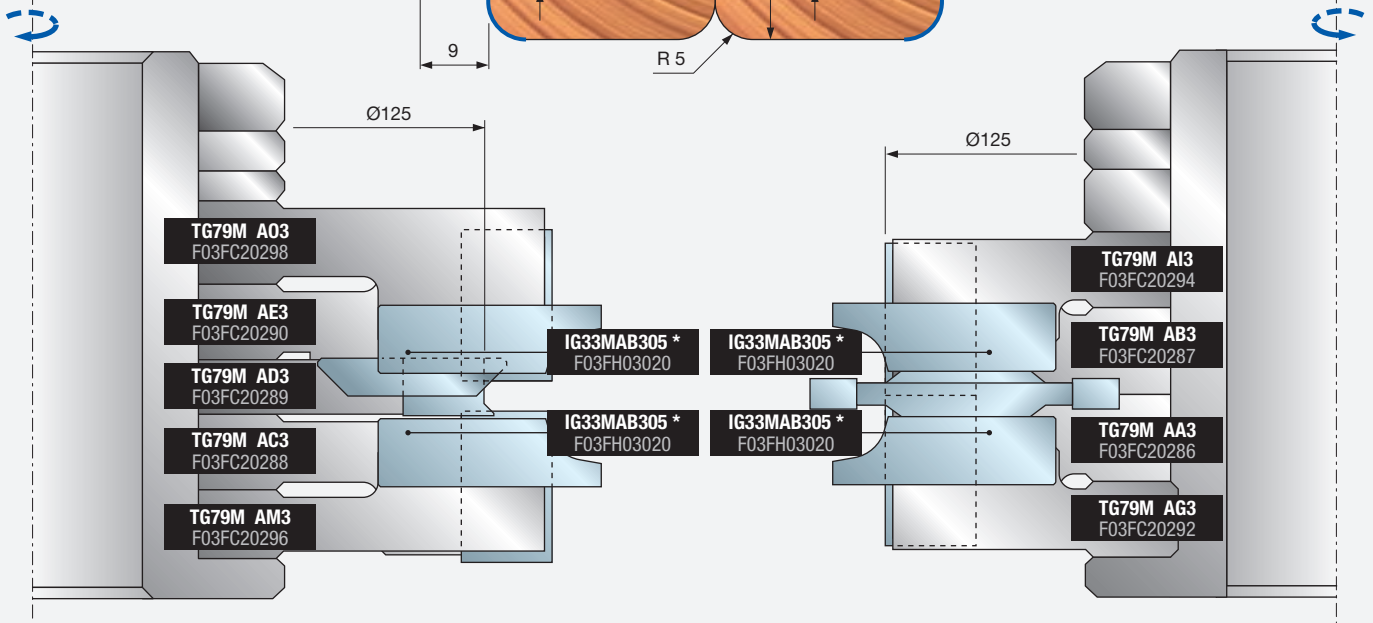 9
R 5
Ø125
Ø125
TG79M AO3
F03FC20298
TG79M AE3
F03FC20290
TG79M AD3
F03FC20289
TG79M AC3
F03FC20288
TG79M AM3
F03FC20296
IG33MAB305 *
F03FH03020
IG33MAB305 *
F03FH03020
IG33MAB305 *
F03FH03020
IG33MAB305 *
F03FH03020
TG79M AI3
F03FC20294
TG79M AB3
F03FC20287
TG79M AA3
F03FC20286
TG79M AG3
F03FC20292